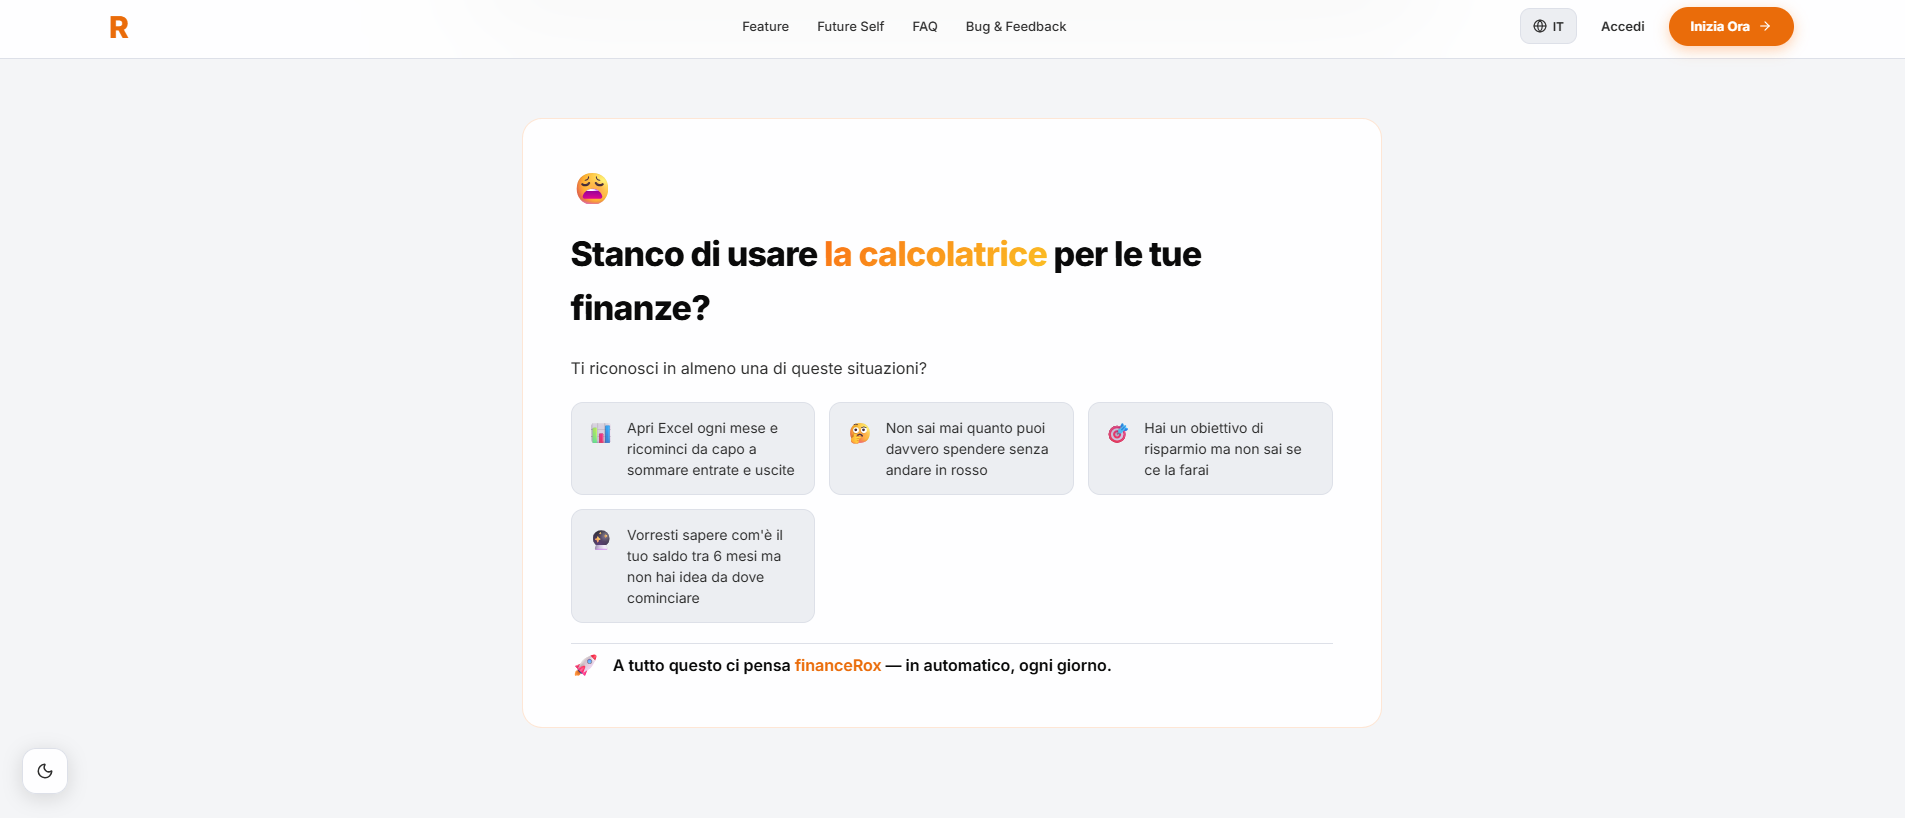 R
Feature
Future Self
FAQ
Bug & Feedback
IT
Accedi
Inizia Ora
Stanco di usare la calcolatrice per le tue
finanze?
Ti riconosci in almeno una di queste situazioni?
Apri Excel ogni mese e
ricominci da capo a
sommare entrate e uscite
Non sai mai quanto puoi
davvero spendere senza
andare in rosso
Hai un obiettivo di
risparmio ma non sai se
ce la farai
Vorresti sapere com'è il
tuo saldo tra 6 mesi ma
non hai idea da dove
cominciare
A tutto questo ci pensa financeRox — in automatico, ogni giorno.